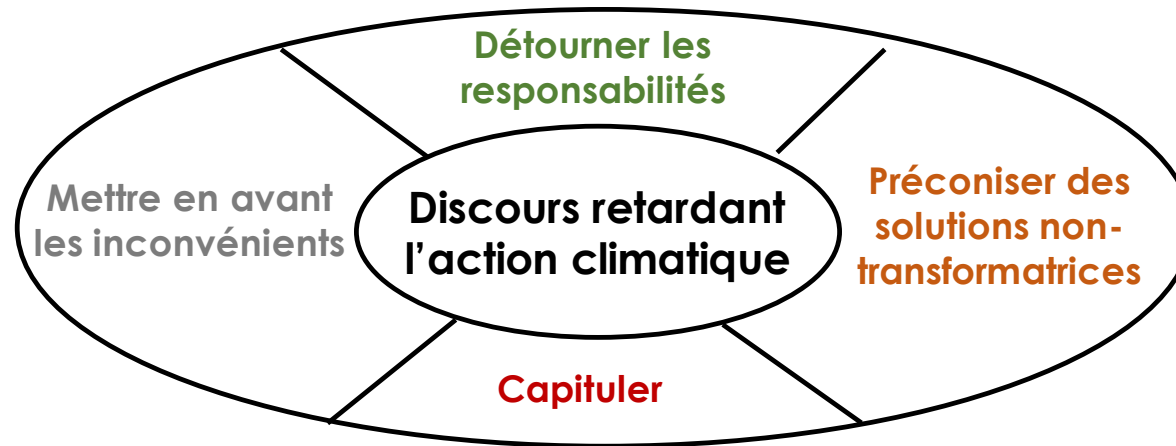 Détourner les
responsabilités
Mettre en avant
les inconvénients
Discours retardant
l’action climatique
Préconiser des
solutions non-
transformatrices
Capituler